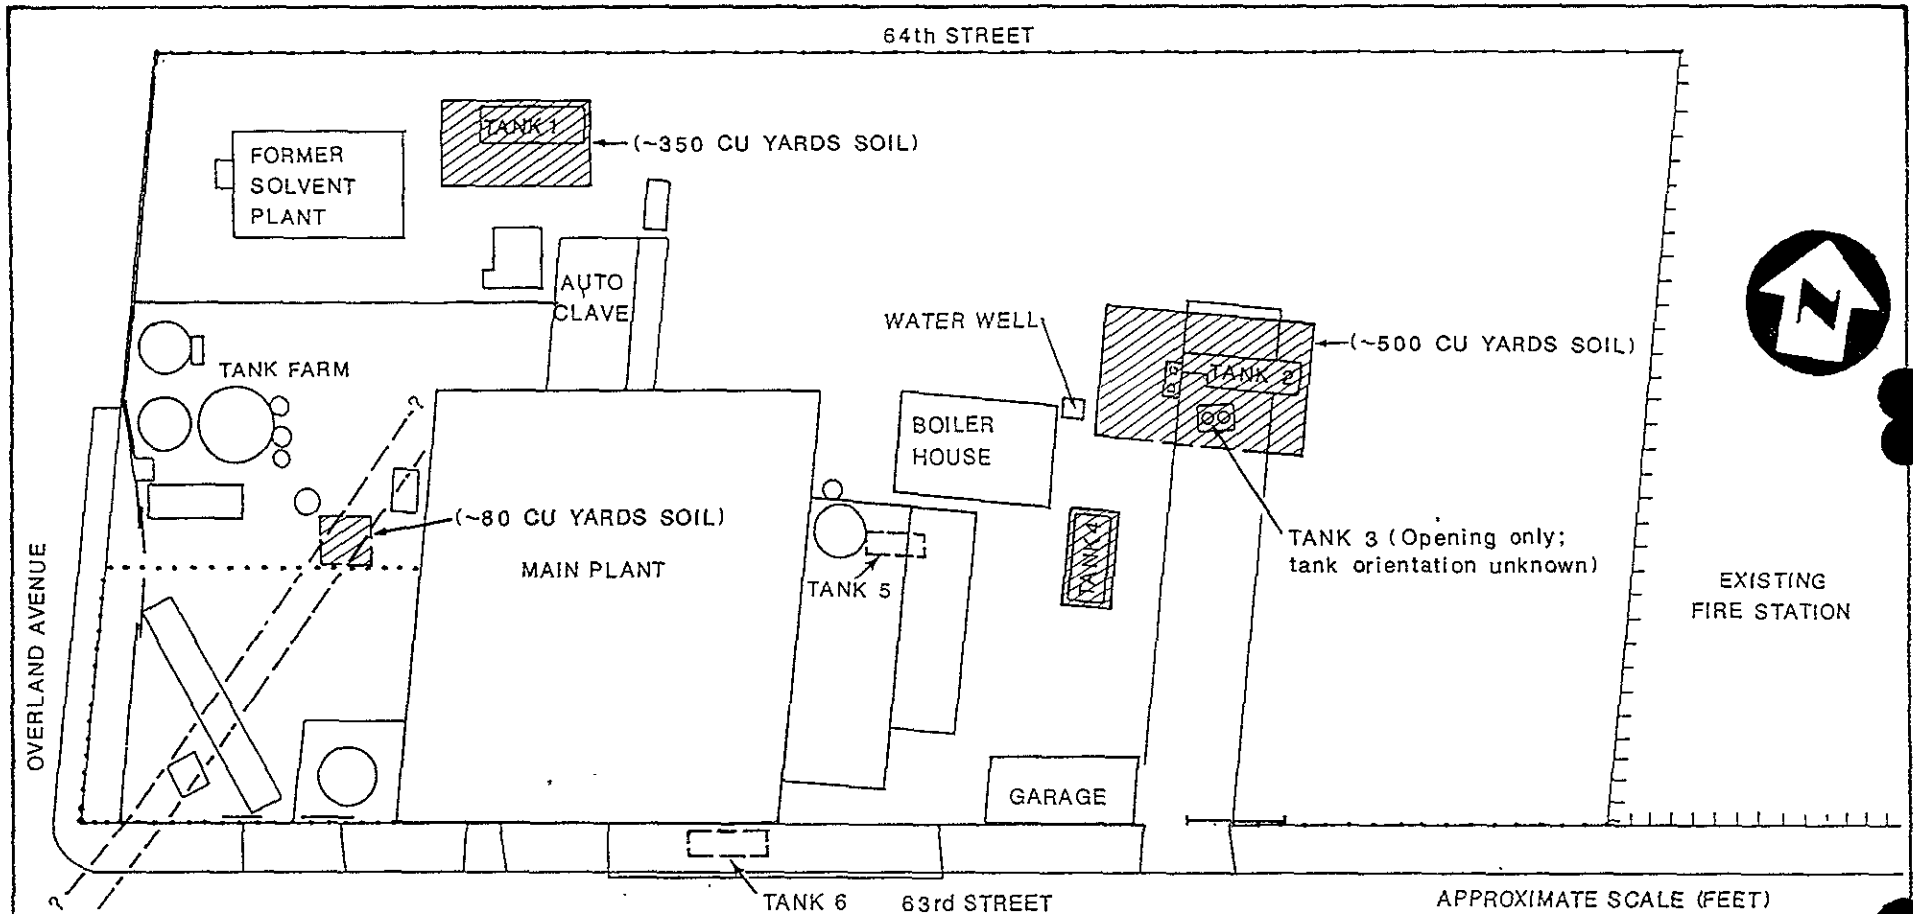 64th STREET
TANK 1
(~350 CU YARDS SOIL)
FORMER
SOLVENT
PLANT
AUTO
CLAVE
WATER WELL
(~500 CU YARDS SOIL)
N
TANK FARM
?
TANK 2
BOILER
HOUSE
(~80 CU YARDS SOIL)
MAIN PLANT
TANK 5
TANK 4
TANK 3 (Opening only;
tank orientation unknown)
EXISTING
FIRE STATION
OVERLAND AVENUE
GARAGE
?
TANK 6
63rd STREET
APPROXIMATE SCALE (FEET)